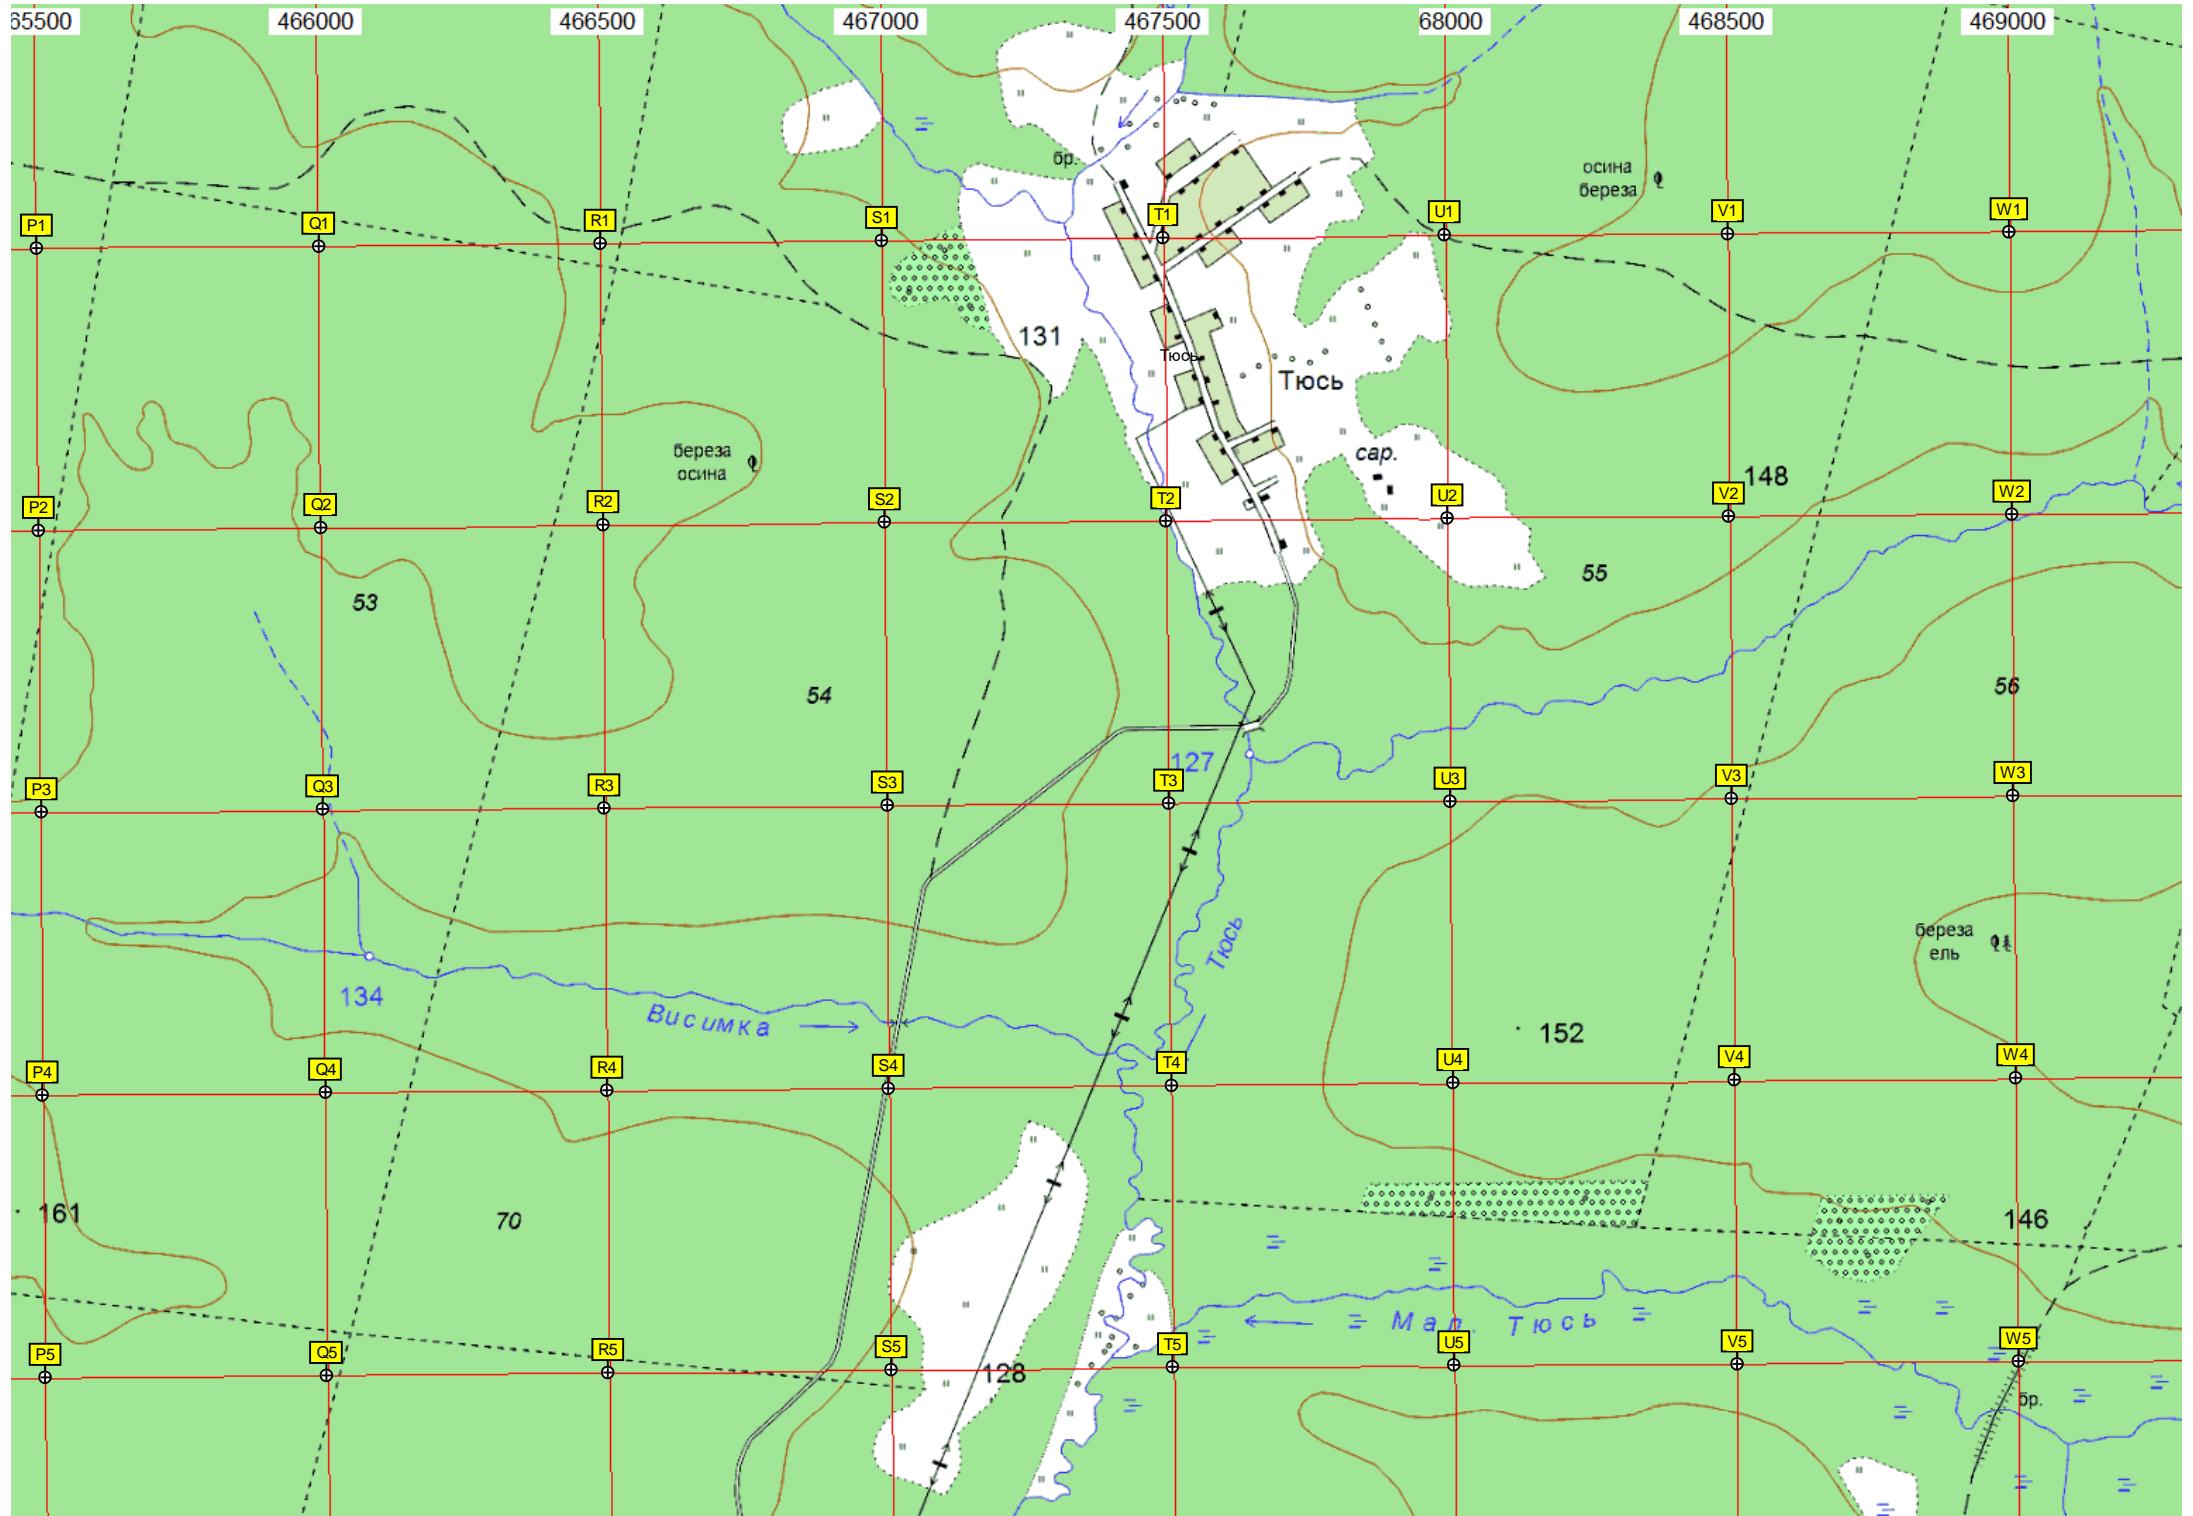 65500 466000 466500 467000 467500 68000 468500 469000
бр.
осина
береза
P1 Q1 R1 S1 T1 U1 V1 W1
131
Тюсь
Тюсь
береза
осина
сар.
148
P2 Q2 R2 S2 T2 U2 V2 W2
53
55
54
56
127
P3 Q3 R3 S3 T3 U3 V3 W3
Тюсь
береза
ель
134
Висимка
152
P4 Q4 R4 S4 T4 U4 V4 W4
161
70
146
Мал. Тюсь
P5 Q5 R5 S5 T5 U5 V5 W5
128
бр.